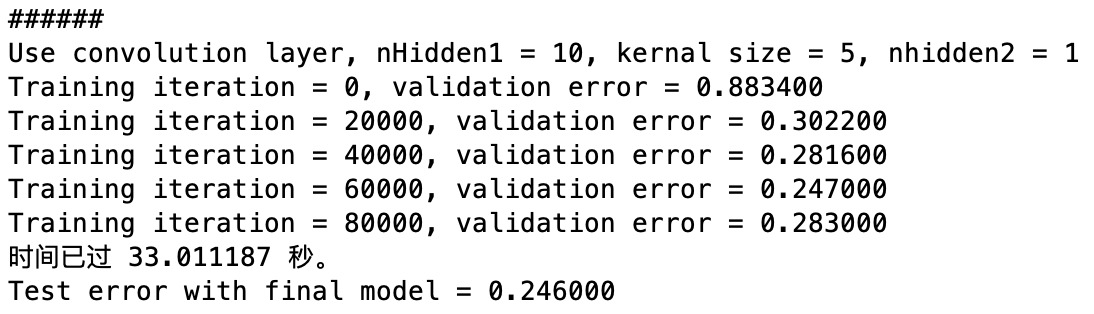 ######
Use convolution layer, nHidden1 = 10, kernal size = 5, nhidden2 = 1
Training iteration = 0, validation error = 0.883400
Training iteration = 20000, validation error = 0.302200
Training iteration = 40000, validation error = 0.281600
Training iteration = 60000, validation error = 0.247000
Training iteration = 80000, validation error = 0.283000
时间已过 33.011187 秒。
Test error with final model = 0.246000